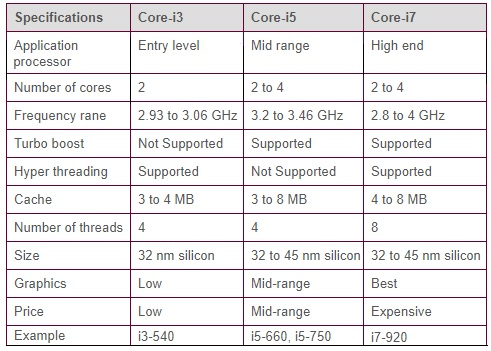 Specifications Core-i3 Core-i5 Core-i7
Application processor Entry level Mid range High end
Number of cores 2 2 to 4 2 to 4
Frequency rane 2.93 to 3.06 GHz 3.2 to 3.46 GHz 2.8 to 4 GHz
Turbo boost Not Supported Supported Supported
Hyper threading Supported Not Supported Supported
Cache 3 to 4 MB 3 to 8 MB 4 to 8 MB
Number of threads 4 4 8
Size 32 nm silicon 32 to 45 nm silicon 32 to 45 nm silicon
Graphics Low Mid-range Best
Price Low Mid-range Expensive
Example i3-540 i5-660, i5-750 i7-920